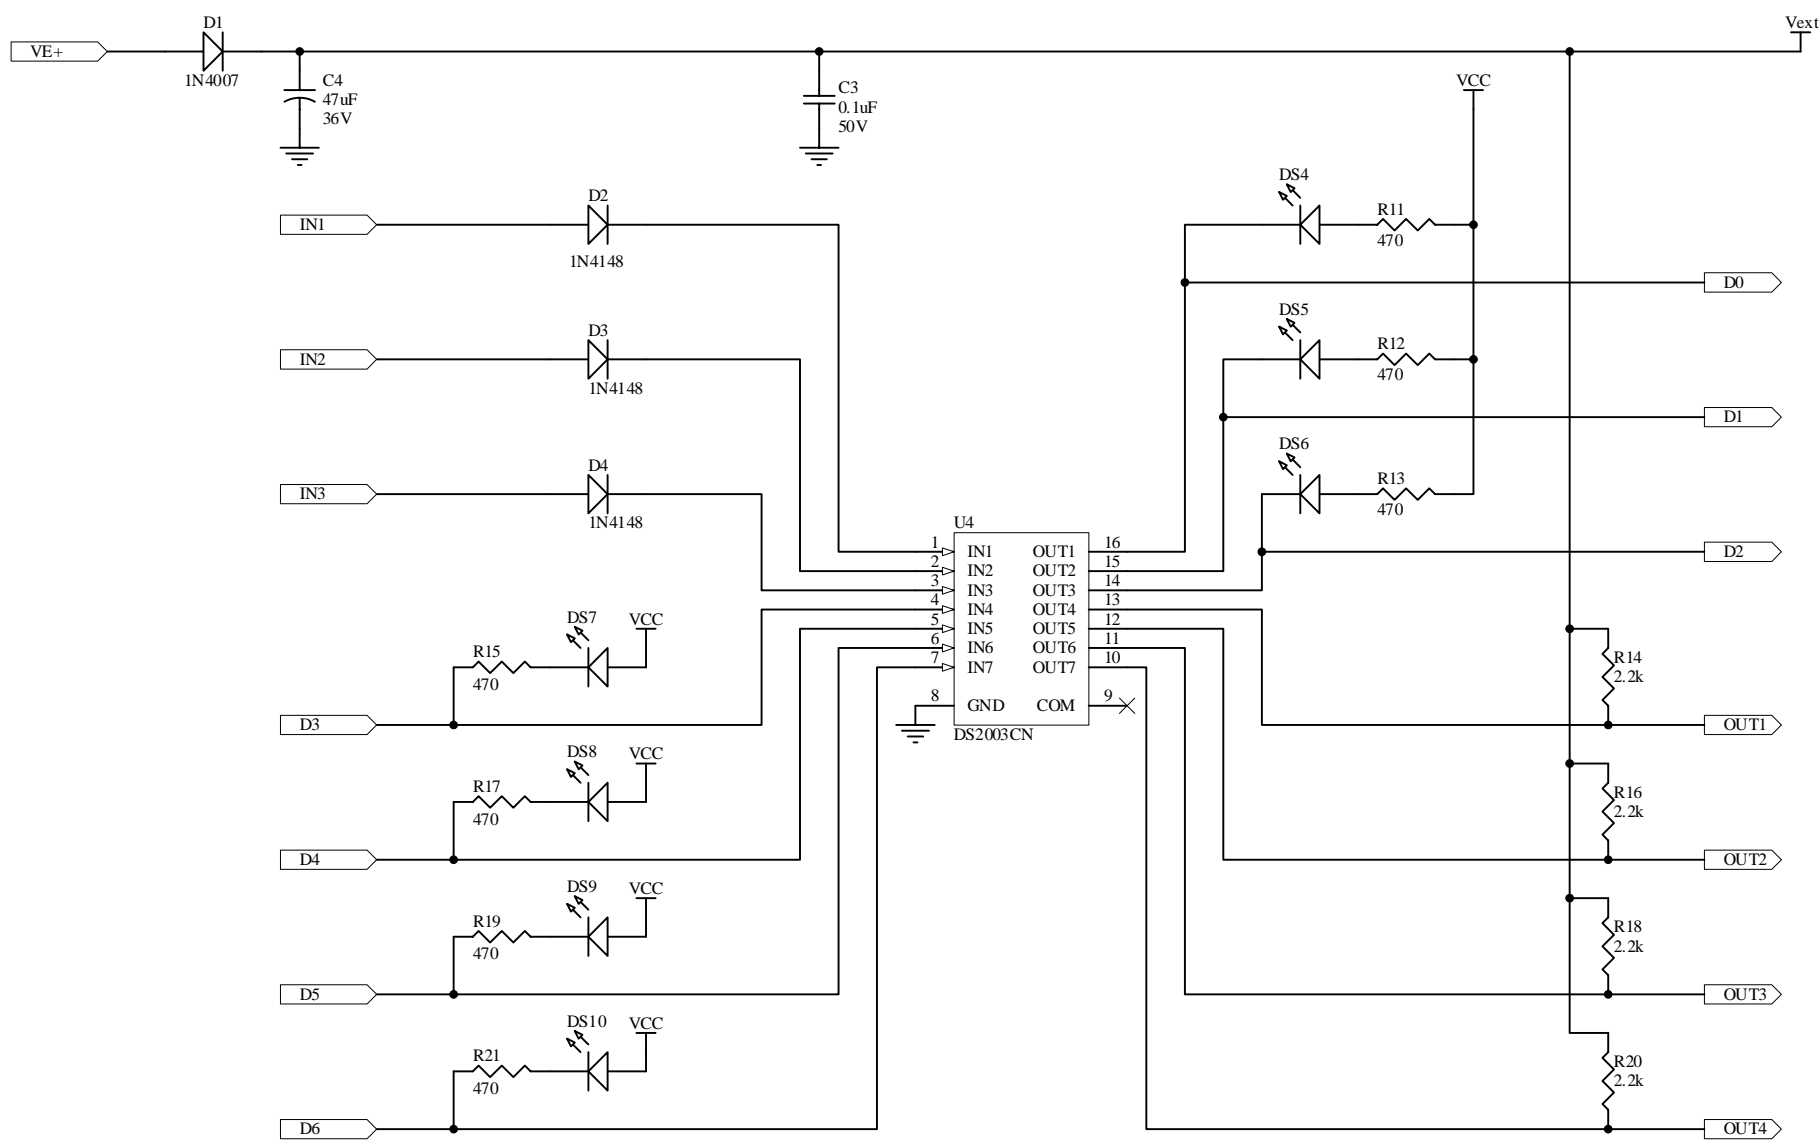 D1
Vext
VE+
1N4007
C4
47uF
36V
C3
0.1uF
50V
VCC
DS4
D2
R11
IN1
470
1N4148
D0
DS5
D3
R12
IN2
470
1N4148
D1
DS6
D4
R13
IN3
470
1N4148
U4
1 IN1 OUT1 16
2 IN2 OUT2 15
3 IN3 OUT3 14
4 IN4 OUT4 13
5 IN5 OUT5 12
6 IN6 OUT6 11
7 IN7 OUT7 10
8 GND COM 9
DS2003CN
D2
DS7
VCC
R15
470
R14
2.2k
D3
OUT1
DS8
VCC
R17
470
R16
2.2k
D4
OUT2
DS9
VCC
R19
470
R18
2.2k
D5
OUT3
DS10
VCC
R21
470
R20
2.2k
D6
OUT4